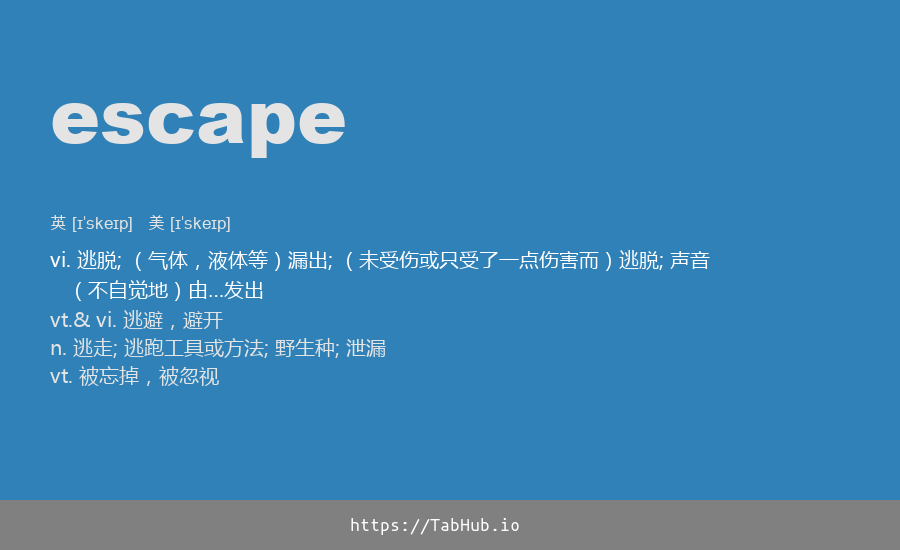 escape
英 [ɪˈskeɪp] 美 [ɪˈskeɪp]
vi. 逃脱; （气体，液体等）漏出; （未受伤或只受了一点伤害而）逃脱; 声音
（不自觉地）由…发出
vt.& vi. 逃避，避开
n. 逃走; 逃跑工具或方法; 野生种; 泄漏
vt. 被忘掉，被忽视
https://TabHub.io